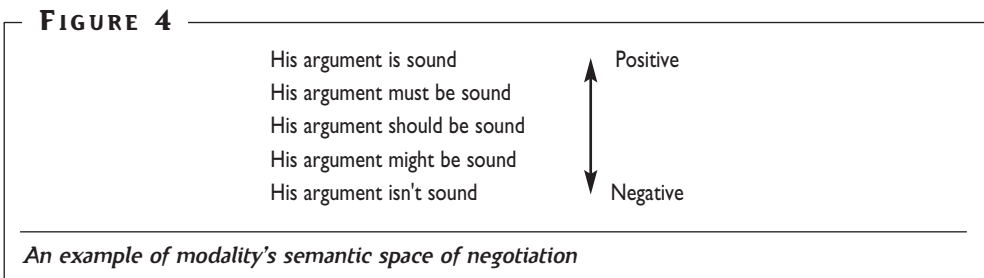 FIGURE 4
His argument is sound Positive
His argument must be sound
His argument should be sound
His argument might be sound
His argument isn't sound Negative
An example of modality's semantic space of negotiation